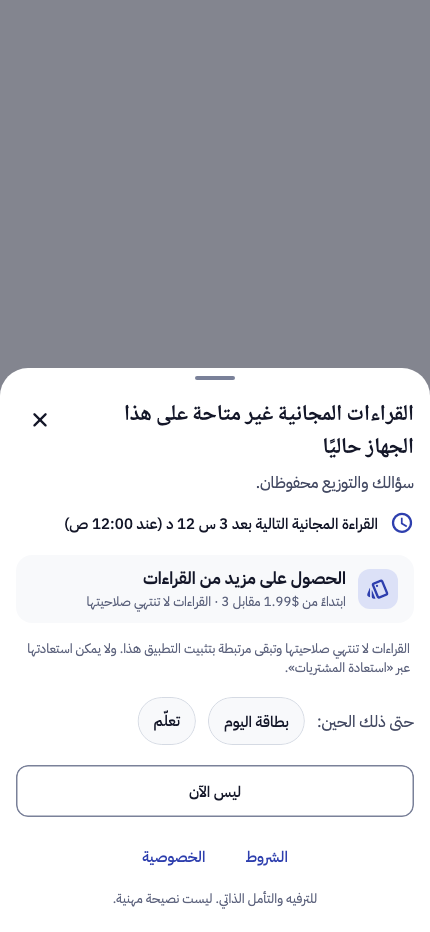 القراءات المجانية غير متاحة على هذا
الجهاز حاليًا
سؤالك والتوزيع محفوظان.
القراءة المجانية التالية بعد 3 س 12 د (عند 12:00 ص)
الحصول على مزيد من القراءات
ابتداءً من $1.99 مقابل 3 · القراءات لا تنتهي صلاحيتها
القراءات لا تنتهي صلاحيتها وتبقى مرتبطة بتثبيت التطبيق هذا. ولا يمكن استعادتها
عبر «استعادة المشتريات».
حتى ذلك الحين: بطاقة اليوم تعلّم
ليس الآن
الشروط الخصوصية
للترفيه والتأمل الذاتي. ليست نصيحة مهنية.